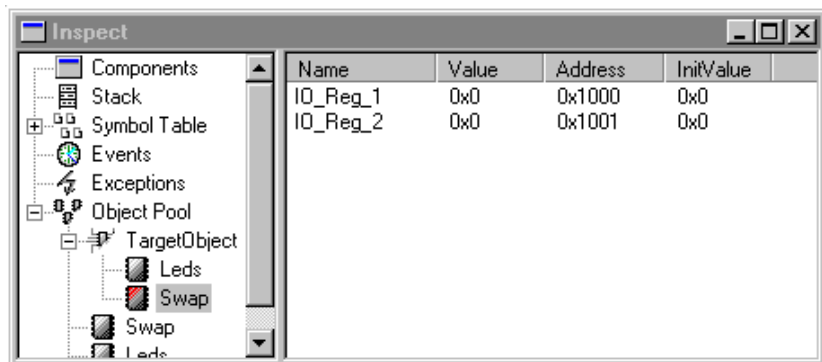 Inspect
Components
Stack
Symbol Table
Events
Exceptions
Object Pool
TargetObject
Leds
Swap
Swap
Leds
Name Value Address InitValue
IO_Reg_1 0x0 0x1000 0x0
IO_Reg_2 0x0 0x1001 0x0